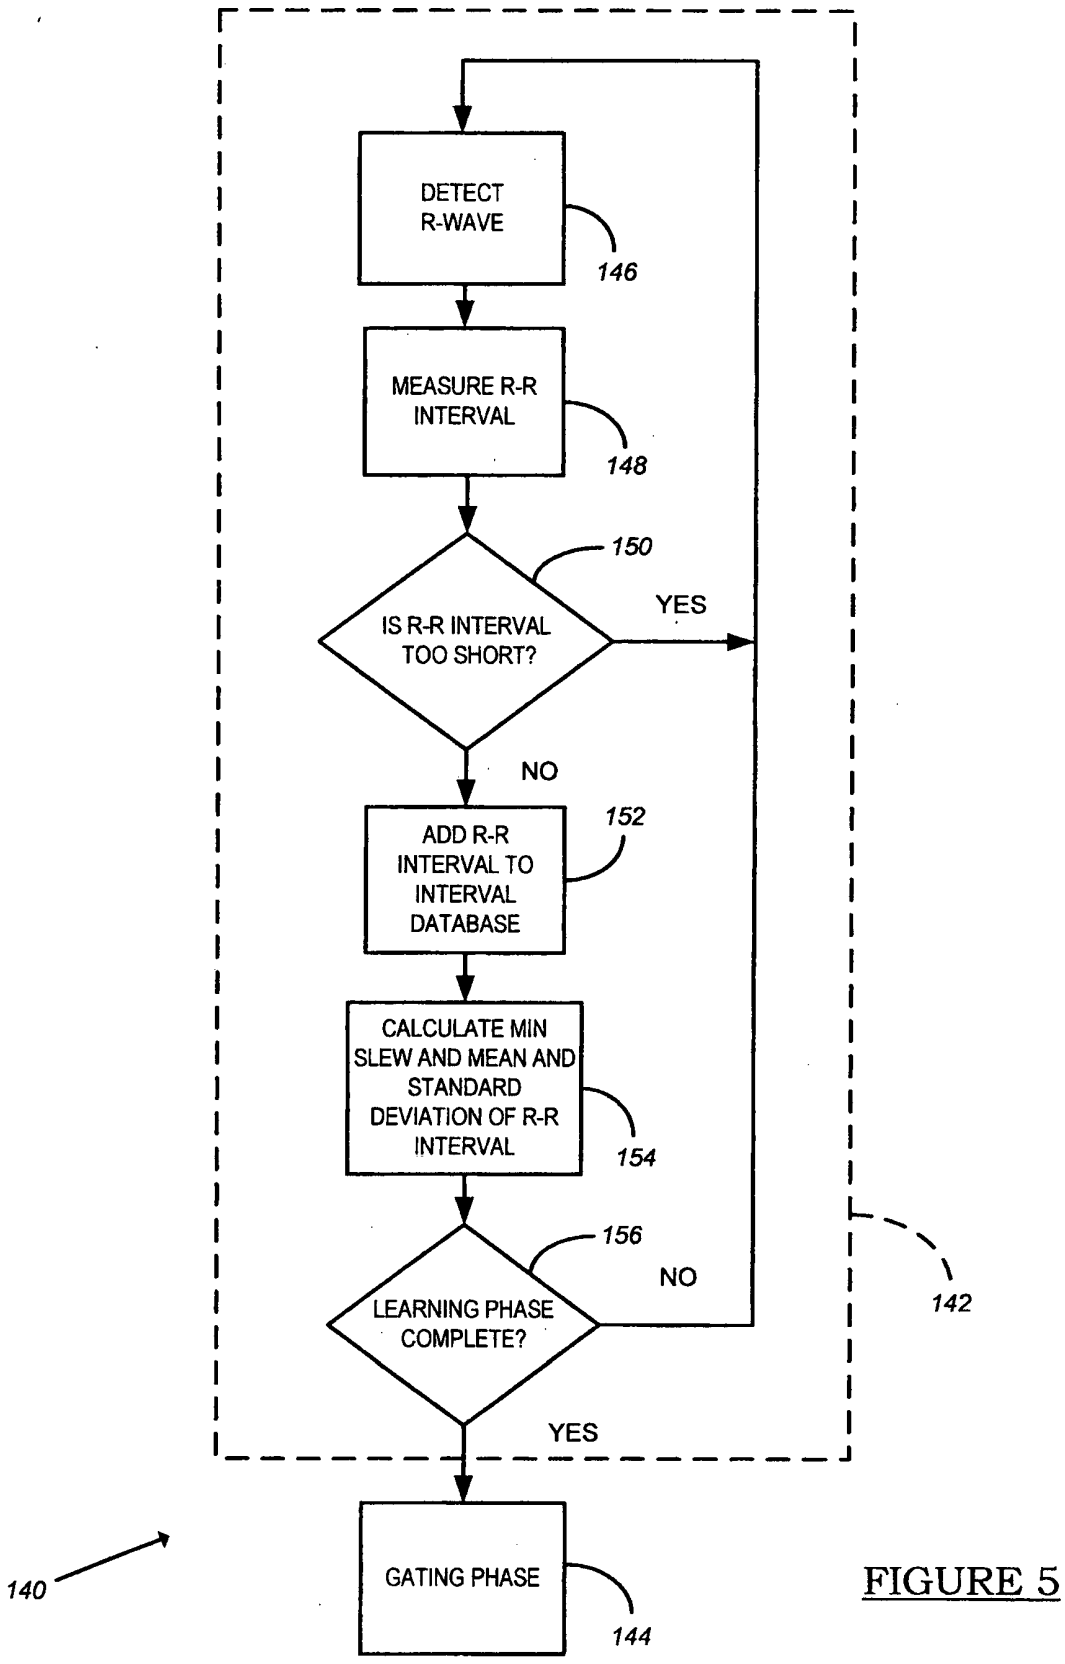 DETECT
R-WAVE
146
MEASURE R-R
INTERVAL
148
150
YES
IS R-R INTERVAL
TOO SHORT?
NO
152
ADD R-R
INTERVAL TO
INTERVAL
DATABASE
CALCULATE MIN
SLEW AND MEAN AND
STANDARD
DEVIATION OF R-R
INTERVAL
154
156
NO
LEARNING PHASE
COMPLETE?
142
YES
GATING PHASE
144
140
FIGURE 5